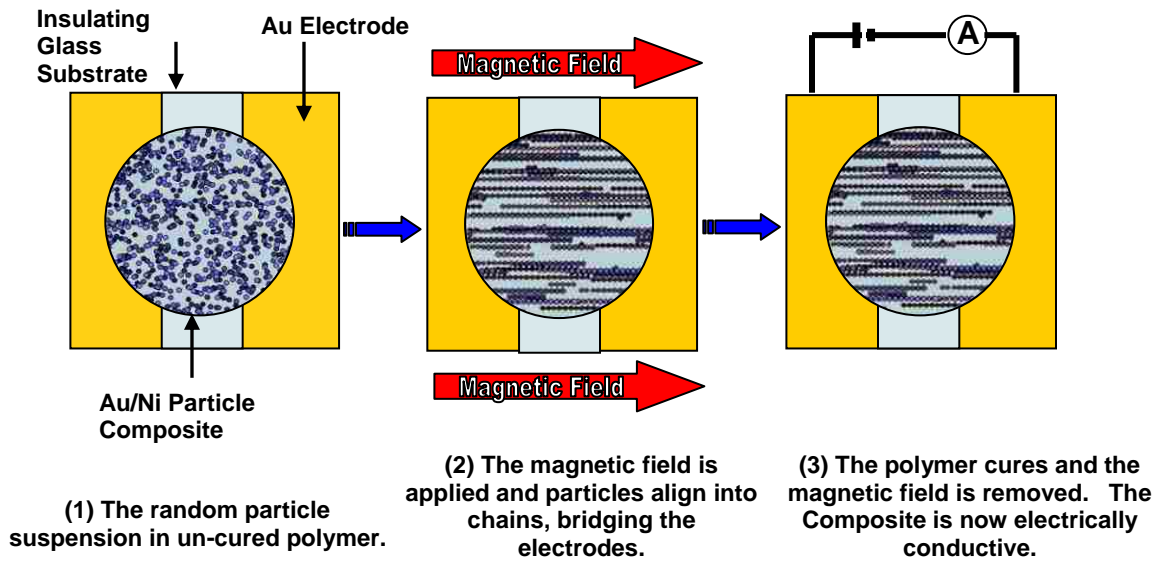 Insulating
Glass
Substrate
Au Electrode
Magnetic Field
A
Magnetic Field
Au/Ni Particle
Composite
(1) The random particle
suspension in un-cured polymer.
(2) The magnetic field is
applied and particles align into
chains, bridging the
electrodes.
(3) The polymer cures and the
magnetic field is removed. The
Composite is now electrically
conductive.